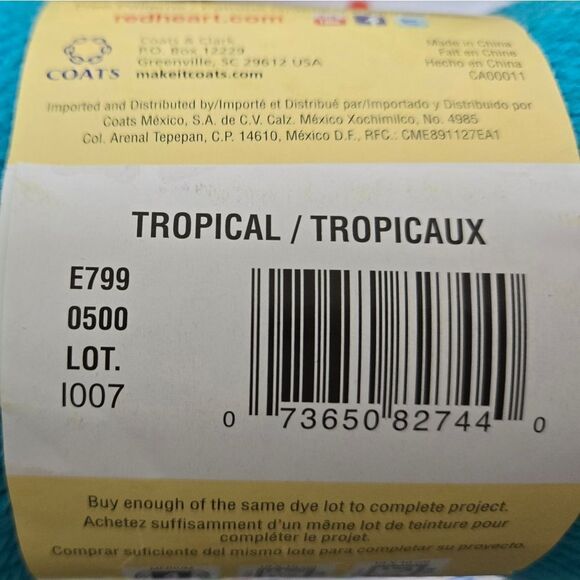 redheart.com
Coats & Clark
P.O. Box 12229
Greenville, SC 29612 USA
makeitcoats.com
COATS
Made in China
Fait en Chine
Hecho en China
CA00011
Imported and Distributed by/Importé et Distribué par/Importado y Distribuido por
Coats México, S.A. de C.V. Calz. México Xochimilco, No. 4985
Col. Arenal Tepepan, C.P. 14610, México D.F., RFC.: CME891127EA1
TROPICAL / TROPICAUX
E799
0500
LOT.
I007
0 73650 82744 0
Buy enough of the same dye lot to complete project.
Achetez suffisamment d'un même lot de teinture pour
compléter le projet.
Compre suficiente del mismo lote para completar su proyecto.